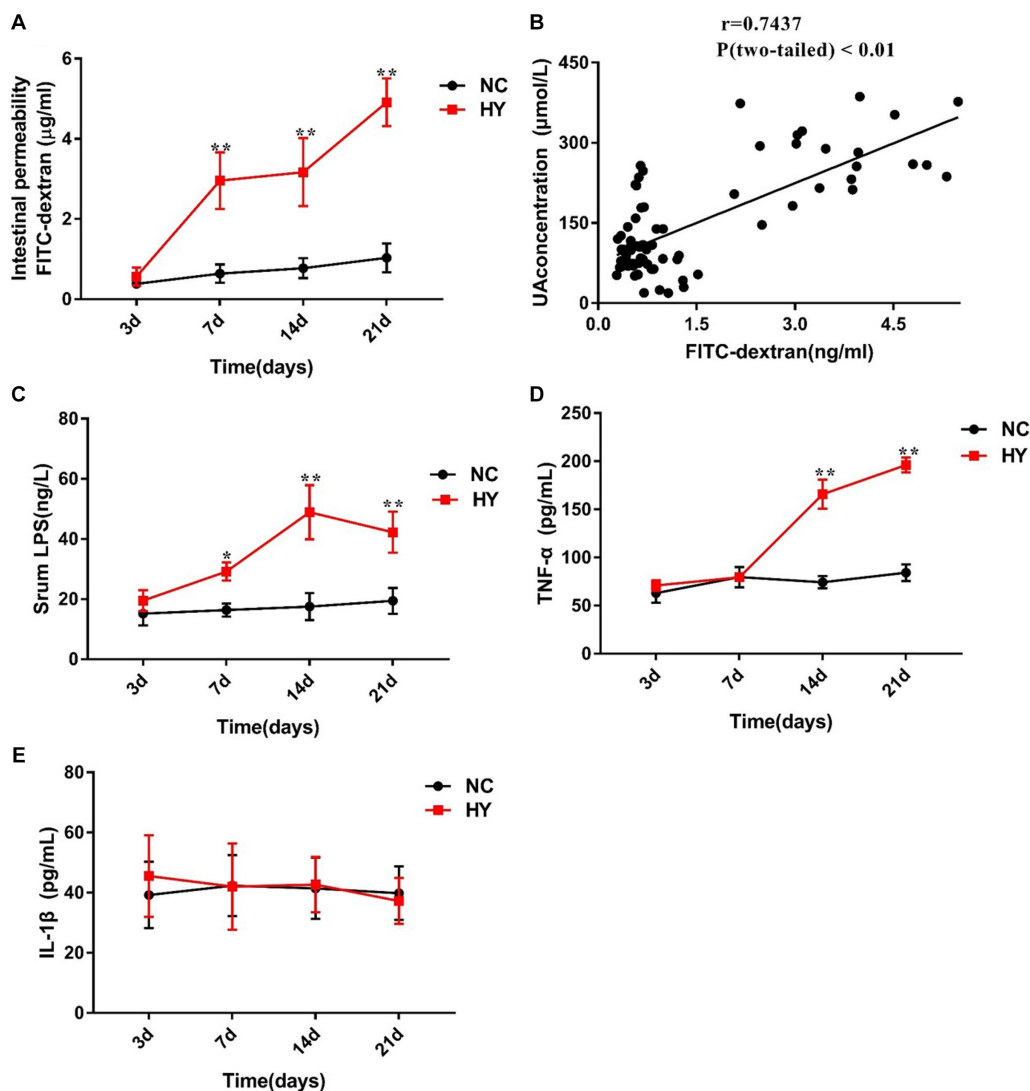 A
Intestinal permeability
FITC-dextran (μg/ml)
6
4
2
0
**
**
**
NC
HY
3d
7d
14d
21d
Time(days)
B
r=0.7437
P(two-tailed) < 0.01
UAconcentration (μmol/L)
450
300
150
0
0.0
1.5
3.0
4.5
FITC-dextran(ng/ml)
C
Srum LPS(ng/L)
80
60
40
20
0
*
**
**
NC
HY
3d
7d
14d
21d
Time(days)
D
TNF-α (pg/mL)
250
200
150
100
50
0
**
**
NC
HY
3d
7d
14d
21d
Time(days)
E
IL-1β (pg/mL)
80
60
40
20
0
NC
HY
3d
7d
14d
21d
Time(days)